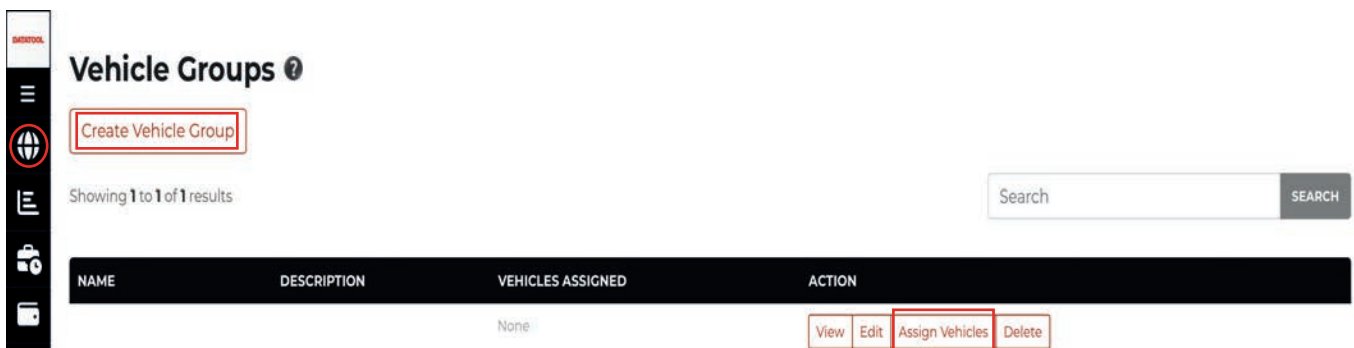 DATATOOL
Vehicle Groups ?
Create Vehicle Group
Showing 1 to 1 of 1 results
Search SEARCH
NAME DESCRIPTION VEHICLES ASSIGNED ACTION
None View Edit Assign Vehicles Delete